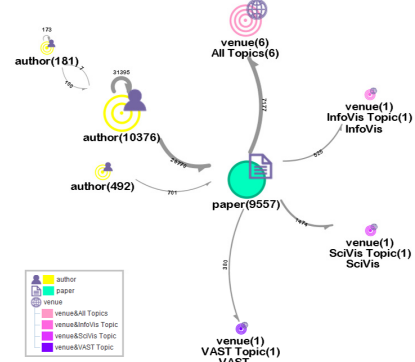 173
author(181)
31395
author(10376)
author(492)
701
venue(6)
All Topics(6)
venue(1)
InfoVis Topic(1)
InfoVis
525
paper(9557)
1474
venue(1)
SciVis Topic(1)
SciVis
380
venue(1)
VAST Topic(1)
VAST
author
paper
venue
venue&All Topics
venue&InfoVis Topic
venue&SciVis Topic
venue&VAST Topic